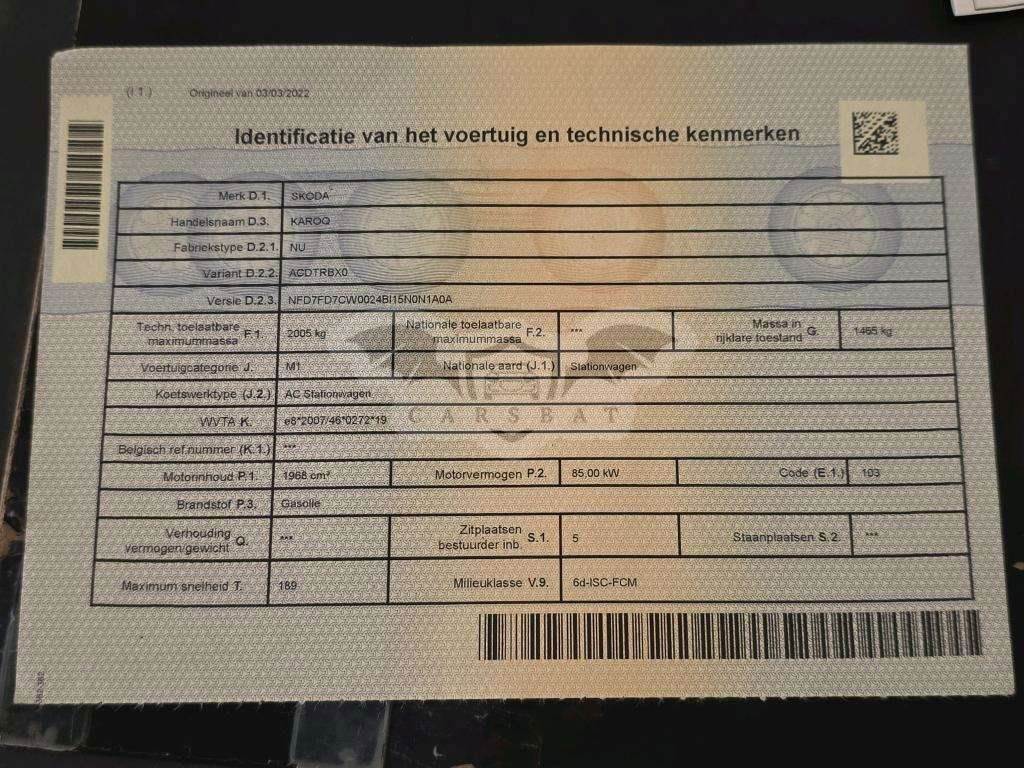 (I.1.) Origineel van 03/03/2022
Identificatie van het voertuig en technische kenmerken
Merk D.1. SKODA
Handelsnaam D.3. KAROQ
Fabriekstype D.2.1. NU
Variant D.2.2. ACDTRBX0
Versie D.2.3. NFD7FD7CW0024BI15N0N1A0A
Techn. toelaatbare maximummassa F.1. 2005 kg Nationale toelaatbare maximummassa F.2. *** Massa in rijklare toestand G. 1465 kg
Voertuigcategorie J. M1 Nationale aard (J.1.) Stationwagen
Koetswerktype (J.2.) AC Stationwagen
CARSBAT
WVTA K. e8*2007/46*0272*19
Belgisch ref.nummer (K.1.) ***
Motorinhoud P.1. 1968 cm³ Motorvermogen P.2. 85,00 kW Code (E.1.) 103
Brandstof P.3. Gasolie
Verhouding vermogen/gewicht Q. *** Zitplaatsen bestuurder inb. S.1. 5 Staanplaatsen S.2. ***
Maximum snelheid T. 189 Milieuklasse V.9. 6d-ISC-FCM